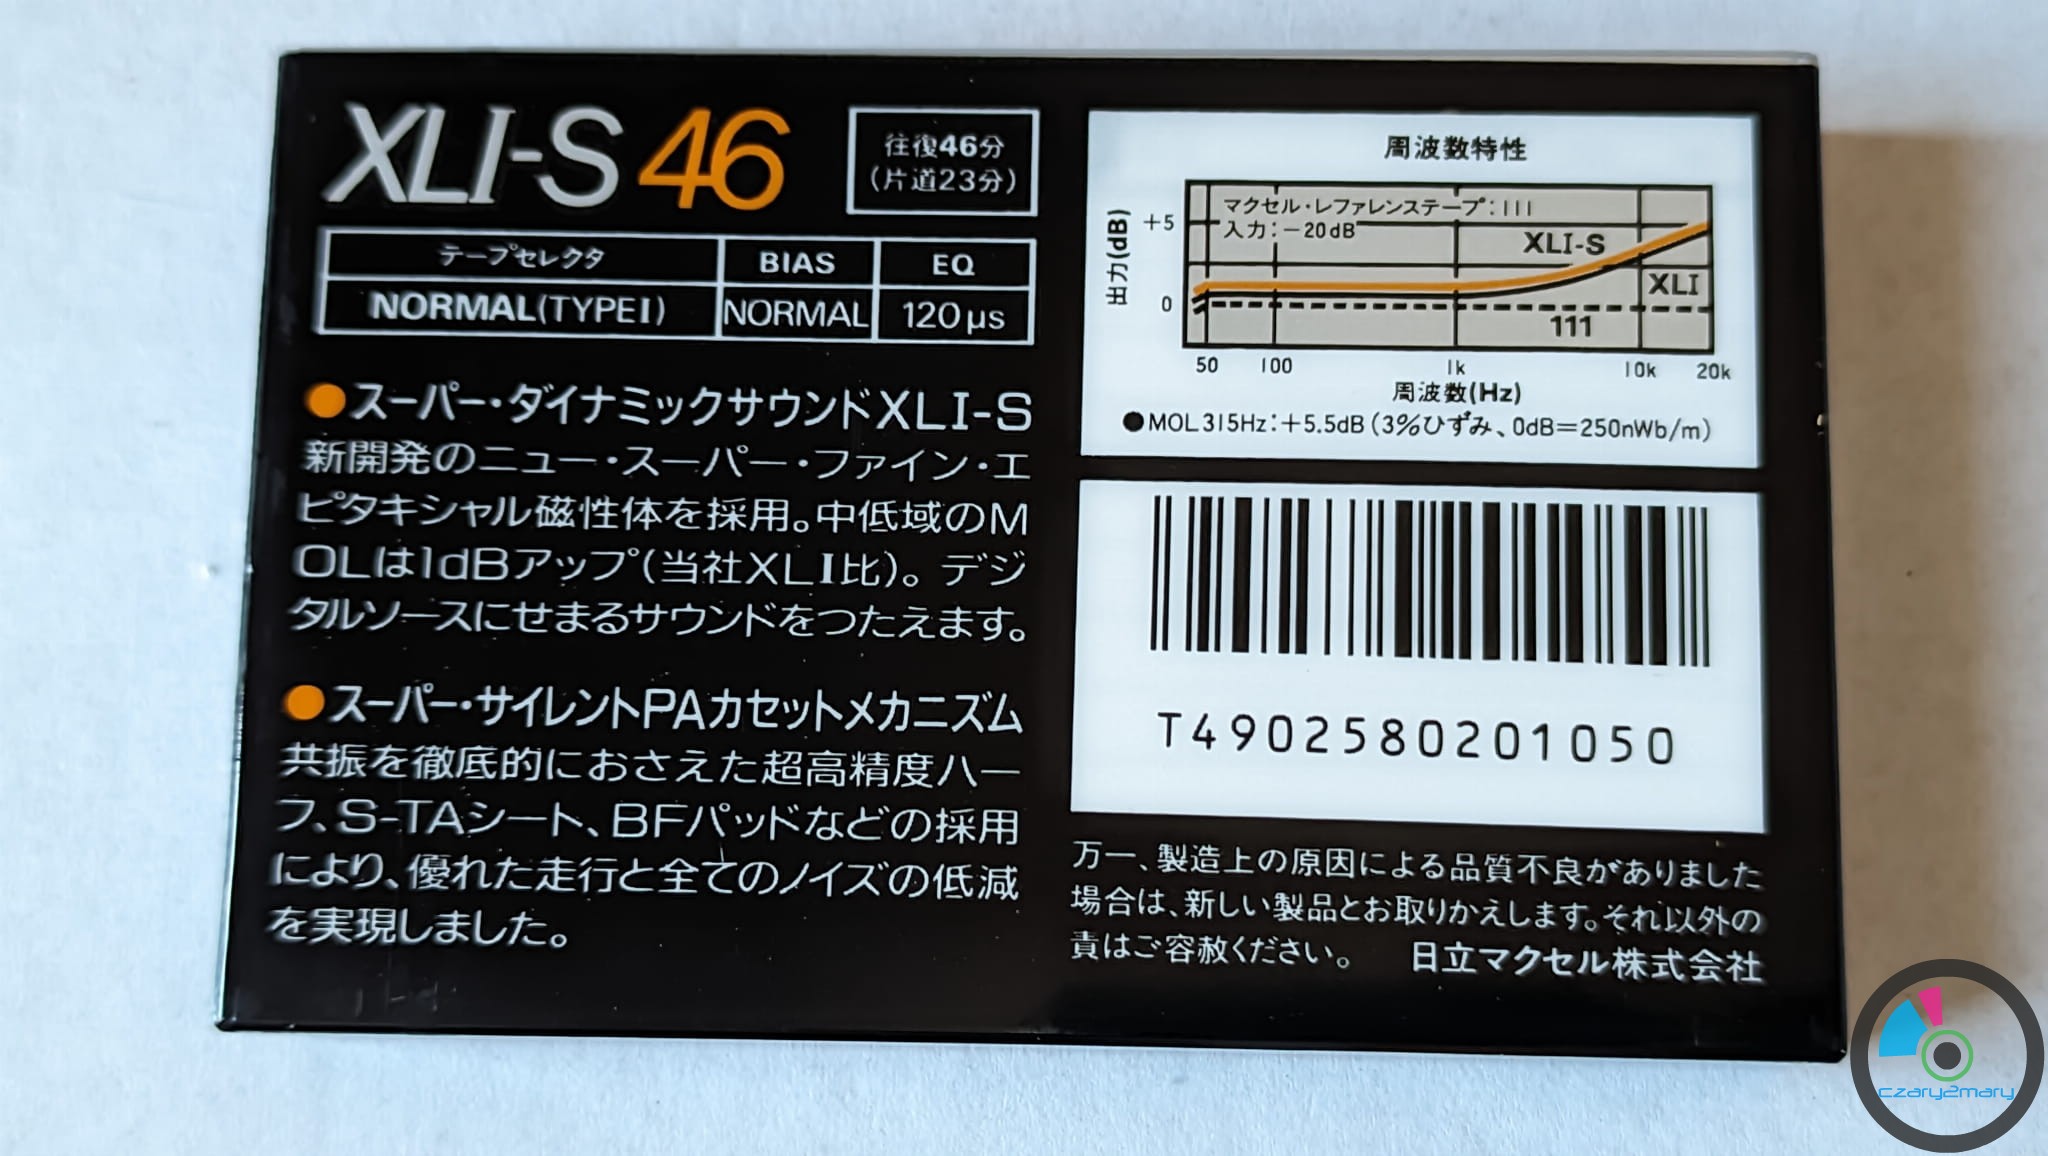 XLI-S 46
往復46分
(片道23分)
テープセレクタ BIAS EQ
NORMAL(TYPEI) NORMAL 120μs
●スーパー・ダイナミックサウンドXLI-S
新開発のニュー・スーパー・ファイン・エ
ピタキシャル磁性体を採用。中低域のM
OLは1dBアップ(当社XLI比)。デジ
タルソースにせまるサウンドをつたえます。
●スーパー・サイレントPAカセットメカニズム
共振を徹底的におさえた超高精度ハー
フ、S-TAシート、BFパッドなどの採用
により、優れた走行と全てのノイズの低減
を実現しました。
周波数特性
出力(dB)
+5
0
マクセル・レファレンステープ:111
入力:-20dB
XLI-S
XLI
111
50 100 1k 10k 20k
周波数(Hz)
●MOL315Hz:+5.5dB(3%ひずみ、0dB=250nWb/m)
T4902580201050
万一、製造上の原因による品質不良がありました
場合は、新しい製品とお取りかえします。それ以外の
責はご容赦ください。 日立マクセル株式会社
czary2mary